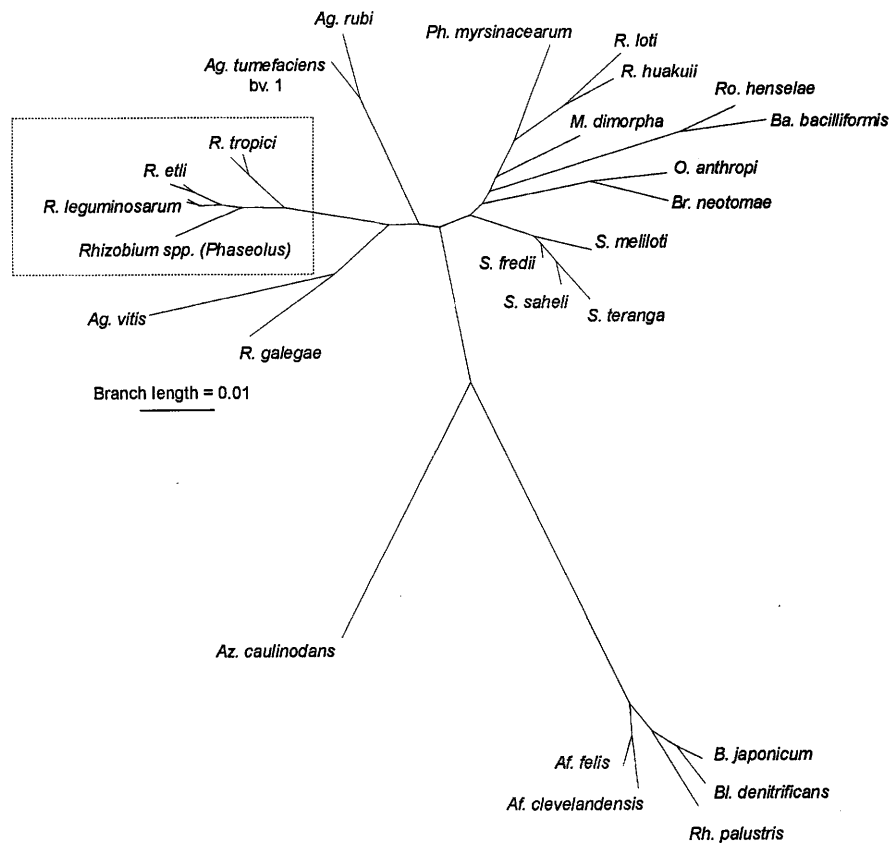 Ag. rubi
Ph. myrsinacearum
R. loti
Ag. tumefaciens
bv. 1
R. huakuii
Ro. henselae
Ba. bacilliformis
M. dimorpha
R. tropici
R. etli
O. anthropi
R. leguminosarum
Br. neotomae
Rhizobium spp. (Phaseolus)
S. meliloti
S. fredii
S. saheli
S. teranga
Ag. vitis
R. galegae
Branch length = 0.01
Az. caulinodans
B. japonicum
Af. felis
Bl. denitrificans
Af. clevelandensis
Rh. palustris